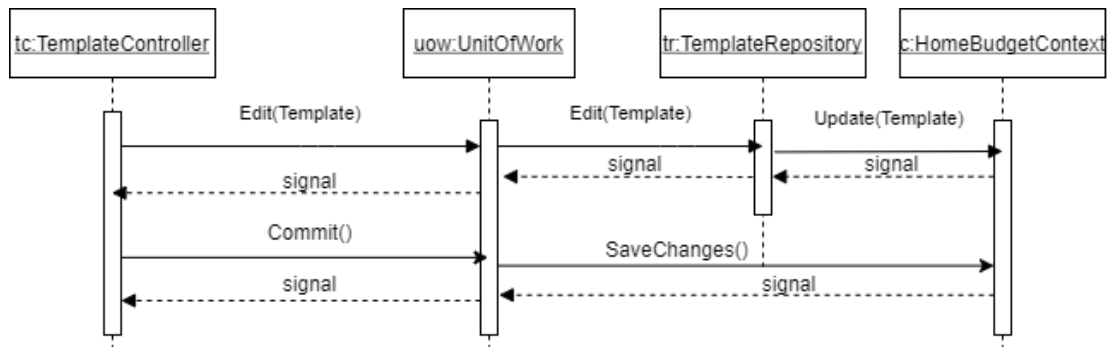 tc:TemplateController
uow:UnitOfWork
tr:TemplateRepository
c:HomeBudgetContext
Edit(Template)
Edit(Template)
Update(Template)
signal
signal
signal
Commit()
SaveChanges()
signal
signal